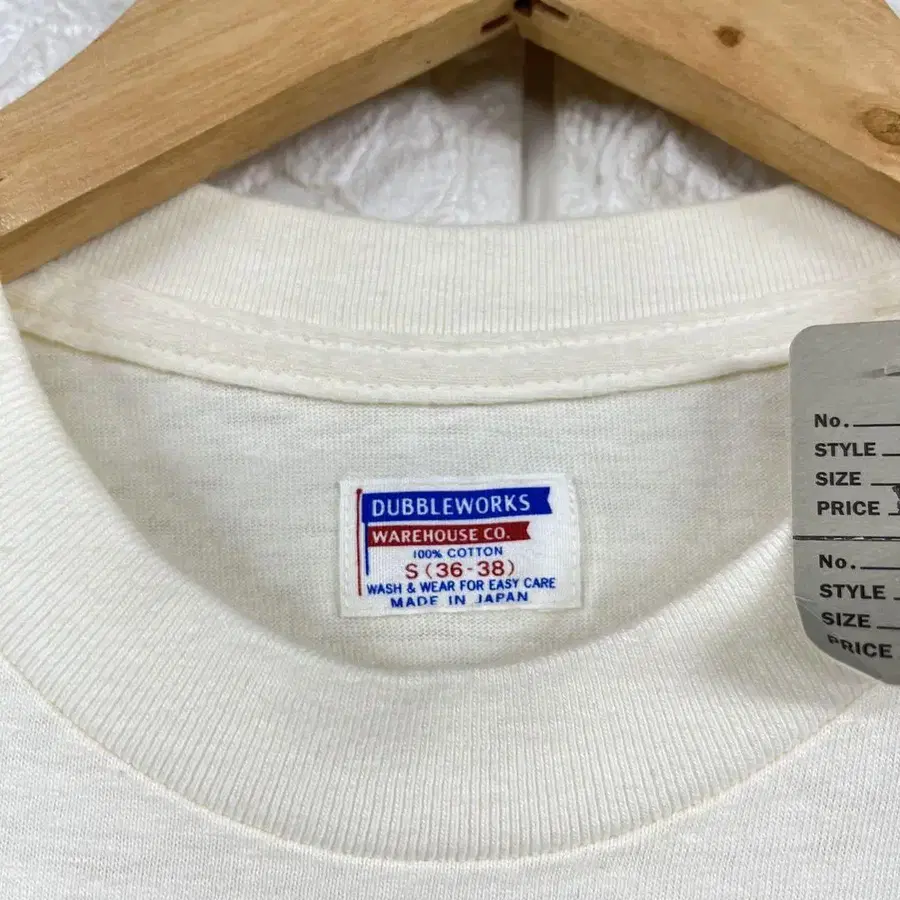 DUBBLEWORKS
WAREHOUSE CO.
100% COTTON
S (36-38)
WASH & WEAR FOR EASY CARE
MADE IN JAPAN
No.
STYLE
SIZE
PRICE
No.
STYLE
SIZE
PRICE